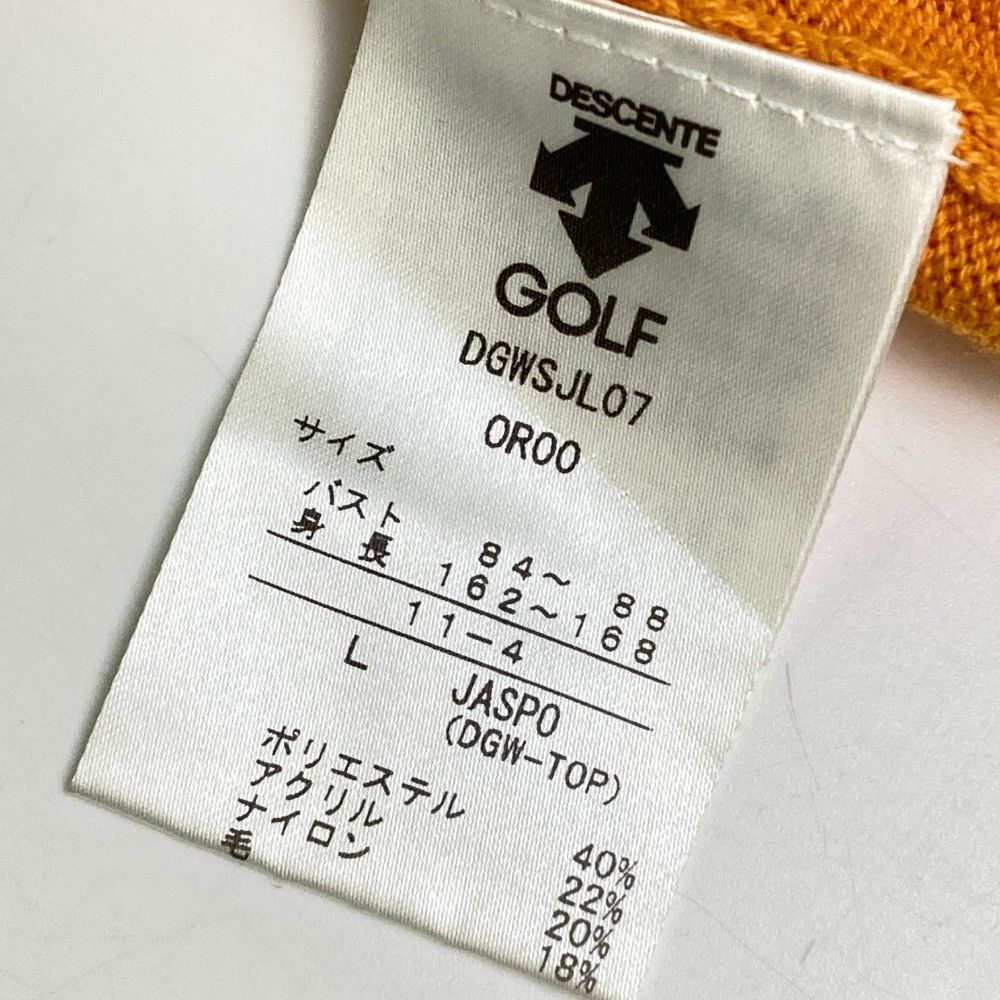 DESCENTE
GOLF
DGWSJL07
OR00
サイズ
バスト 84～ 88
身 長 162～168
11-4
L JASPO
(DGW-TOP)
ポリエステル 40%
アクリル 22%
ナイロン 20%
毛 18%